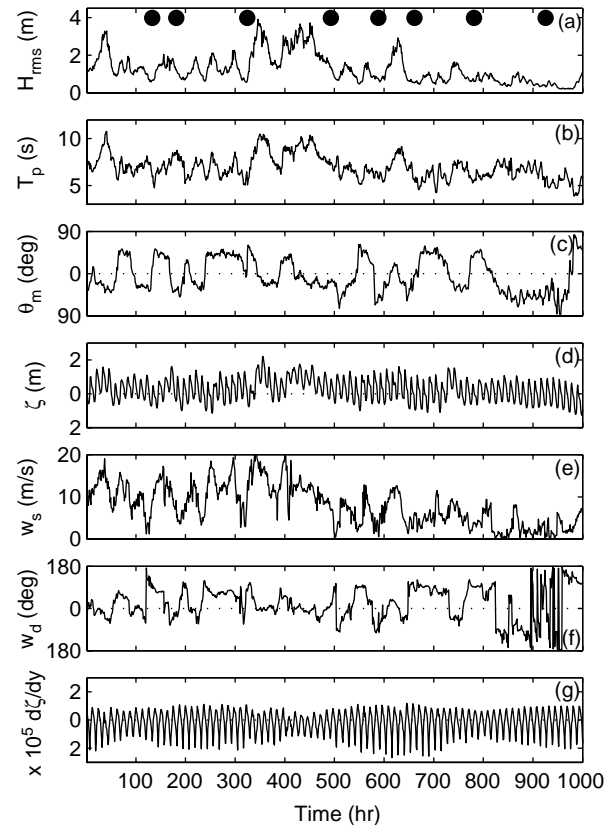 4
2
0
H_rms (m)
(a)
10
5
T_p (s)
(b)
90
0
90
θ_m (deg)
(c)
2
0
2
ζ (m)
(d)
20
10
0
w_s (m/s)
(e)
180
0
180
w_d (deg)
(f)
2
0
2
x 10^5 dζ/dy
(g)
100 200 300 400 500 600 700 800 900 1000
Time (hr)